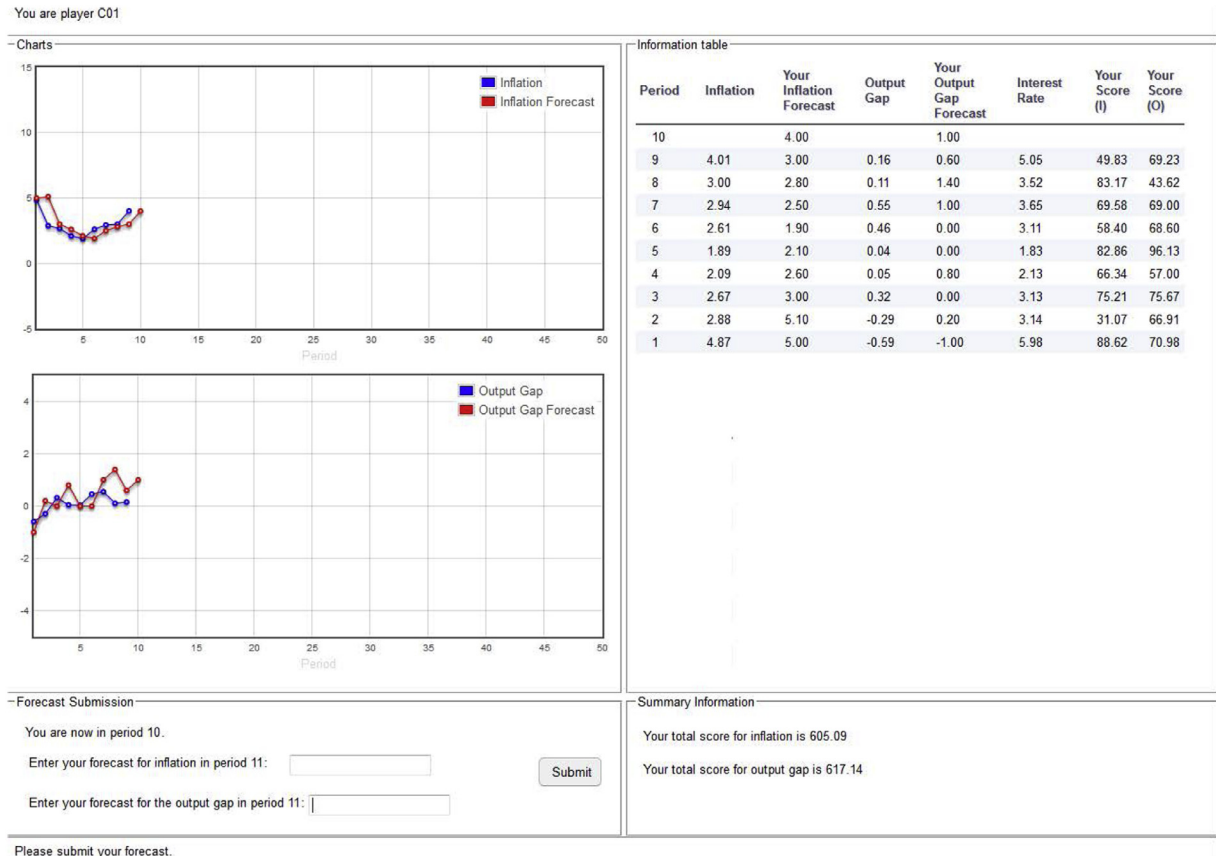 You are player C01
Charts
15
10
5
0
-5
Inflation
Inflation Forecast
5 10 15 20 25 30 35 40 45 50
Period
4
2
0
-2
-4
Output Gap
Output Gap Forecast
5 10 15 20 25 30 35 40 45 50
Period
Information table
Period Inflation Your Inflation Forecast Output Gap Your Output Gap Forecast Interest Rate Your Score (I) Your Score (O)
10 4.00 1.00
9 4.01 3.00 0.16 0.60 5.05 49.83 69.23
8 3.00 2.80 0.11 1.40 3.52 83.17 43.62
7 2.94 2.50 0.55 1.00 3.65 69.58 69.00
6 2.61 1.90 0.46 0.00 3.11 58.40 68.60
5 1.89 2.10 0.04 0.00 1.83 82.86 96.13
4 2.09 2.60 0.05 0.80 2.13 66.34 57.00
3 2.67 3.00 0.32 0.00 3.13 75.21 75.67
2 2.88 5.10 -0.29 0.20 3.14 31.07 66.91
1 4.87 5.00 -0.59 -1.00 5.98 88.62 70.98
Forecast Submission
You are now in period 10.
Enter your forecast for inflation in period 11:
Submit
Enter your forecast for the output gap in period 11:
Summary Information
Your total score for inflation is 605.09
Your total score for output gap is 617.14
Please submit your forecast.